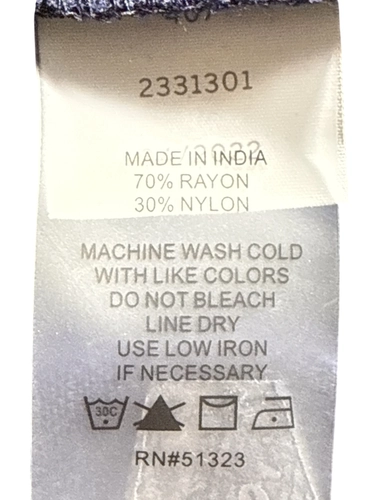 2331301
MADE IN INDIA
70% RAYON
30% NYLON
MACHINE WASH COLD
WITH LIKE COLORS
DO NOT BLEACH
LINE DRY
USE LOW IRON
IF NECESSARY
30C
RN#51323